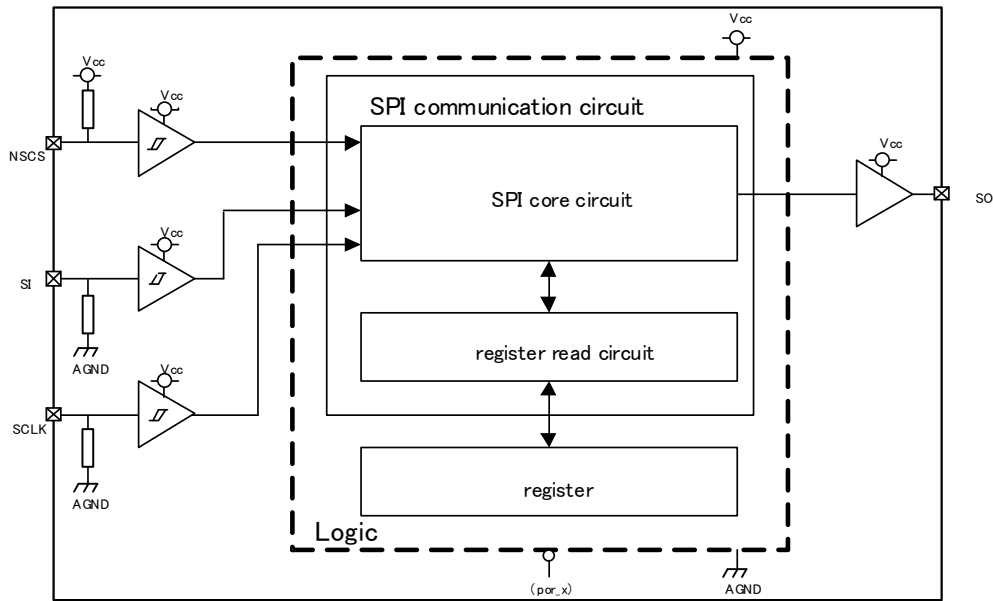 Vcc
Vcc
Vcc
SPI communication circuit
NSCS
SPI core circuit
Vcc
SO
Vcc
SI
register read circuit
AGND
Vcc
SCLK
AGND
register
Logic
(por_x)
AGND